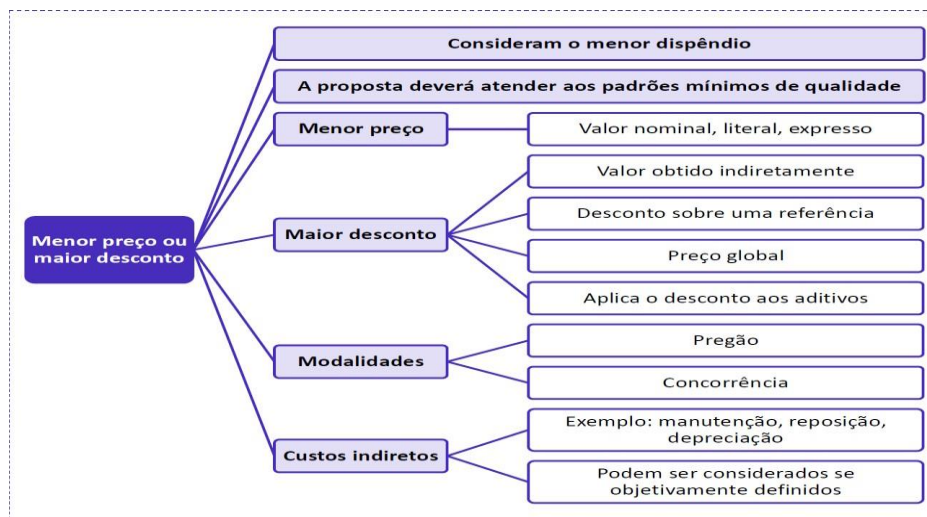 Menor preço ou
maior desconto
Consideram o menor dispêndio
A proposta deverá atender aos padrões mínimos de qualidade
Menor preço
Valor nominal, literal, expresso
Maior desconto
Valor obtido indiretamente
Desconto sobre uma referência
Preço global
Aplica o desconto aos aditivos
Modalidades
Pregão
Concorrência
Custos indiretos
Exemplo: manutenção, reposição,
depreciação
Podem ser considerados se
objetivamente definidos